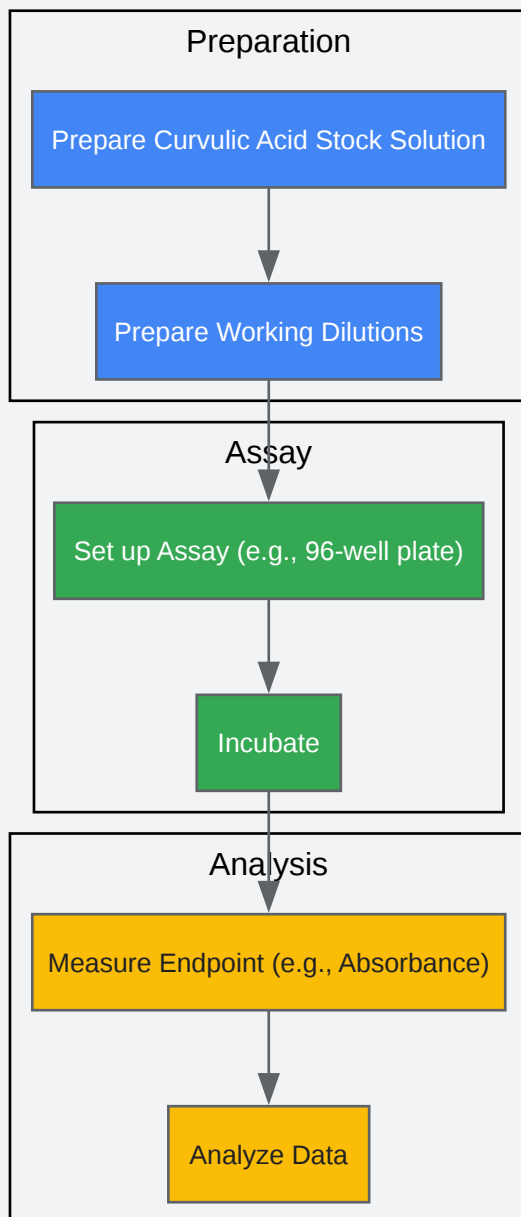 Preparation
Prepare Curvulic Acid Stock Solution
Prepare Working Dilutions
Assay
Set up Assay (e.g., 96-well plate)
Incubate
Analysis
Measure Endpoint (e.g., Absorbance)
Analyze Data